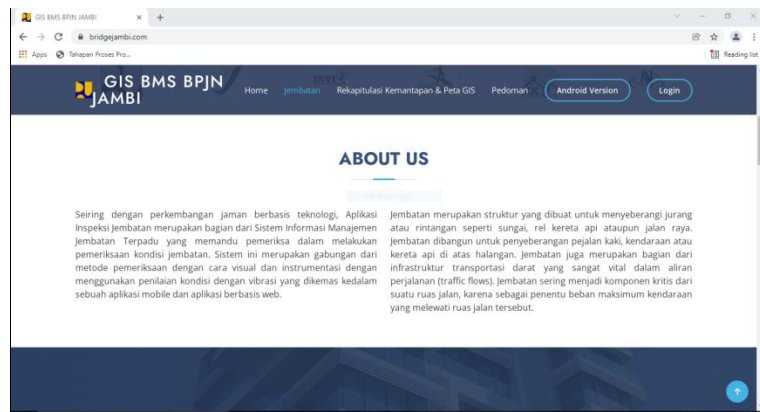 GIS BMS BPJN JAMBI
bridgejambi.com
Apps
Tahapan Proses Pro...
Reading list
GIS BMS BPJN
JAMBI
Home
Jembatan
Rekapitulasi Kemantapan & Peta GIS
Pedoman
Android Version
Login
ABOUT US
Seiring dengan perkembangan jaman berbasis teknologi, Aplikasi
Inspeksi Jembatan merupakan bagian dari Sistem Informasi Manajemen
Jembatan Terpadu yang memandu pemeriksa dalam melakukan
pemeriksaan kondisi jembatan. Sistem ini merupakan gabungan dari
metode pemeriksaan dengan cara visual dan instrumentasi dengan
menggunakan penilaian kondisi dengan vibrasi yang dikemas kedalam
sebuah aplikasi mobile dan aplikasi berbasis web.
Jembatan merupakan struktur yang dibuat untuk menyeberangi jurang
atau rintangan seperti sungai, rel kereta api ataupun jalan raya.
Jembatan dibangun untuk penyeberangan pejalan kaki, kendaraan atau
kereta api di atas halangan. Jembatan juga merupakan bagian dari
infrastruktur transportasi darat yang sangat vital dalam aliran
perjalanan (traffic flows). Jembatan sering menjadi komponen kritis dari
suatu ruas jalan, karena sebagai penentu beban maksimum kendaraan
yang melewati ruas jalan tersebut.